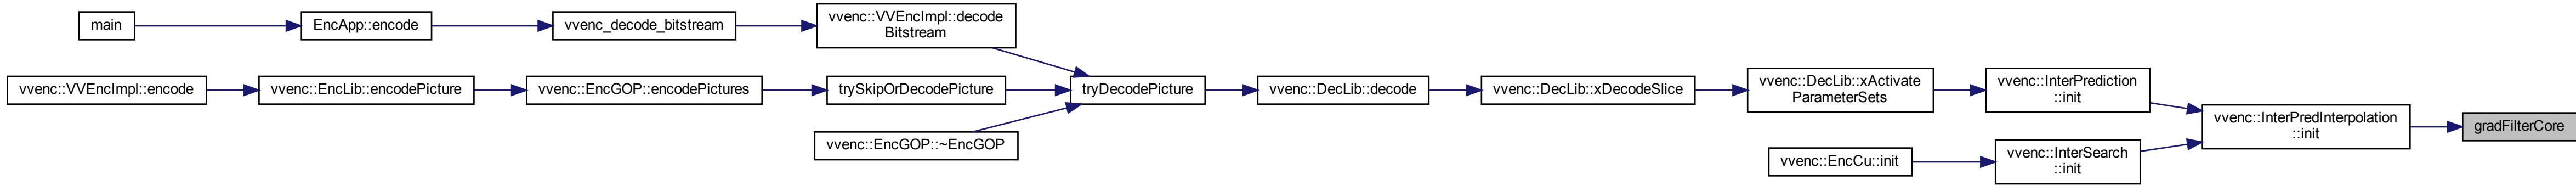 main
EncApp::encode
vvenc_decode_bitstream
vvenc::VVEncImpl::decode
Bitstream
vvenc::VVEncImpl::encode
vvenc::EncLib::encodePicture
vvenc::EncGOP::encodePictures
trySkipOrDecodePicture
tryDecodePicture
vvenc::DecLib::decode
vvenc::DecLib::xDecodeSlice
vvenc::DecLib::xActivate
ParameterSets
vvenc::InterPrediction
::init
vvenc::InterPredInterpolation
::init
gradFilterCore
vvenc::EncGOP::~EncGOP
vvenc::EncCu::init
vvenc::InterSearch
::init